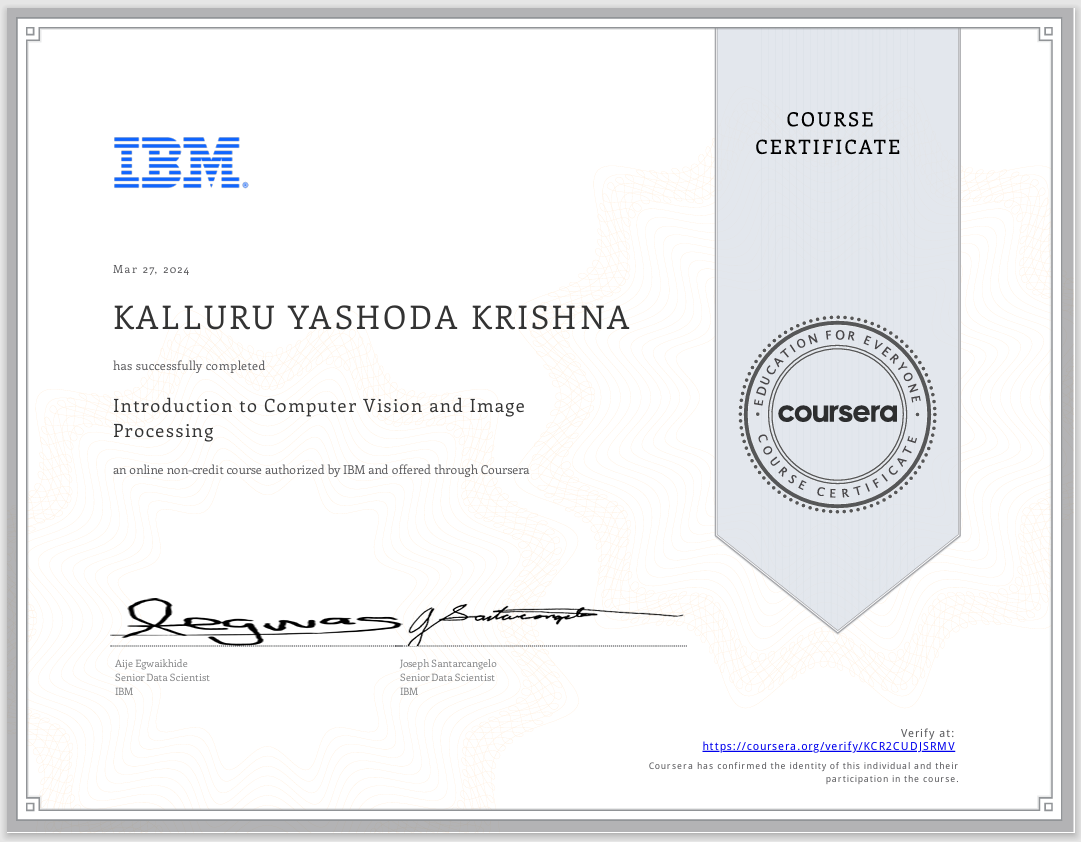 COURSE
CERTIFICATE
IBM®
Mar 27, 2024
KALLURU YASHODA KRISHNA
has successfully completed
Introduction to Computer Vision and Image
Processing
an online non-credit course authorized by IBM and offered through Coursera
EDUCATION FOR EVERYONE
coursera
COURSE CERTIFICATE
Aije Egwaikhide
Senior Data Scientist
IBM
Joseph Santarcangelo
Senior Data Scientist
IBM
Verify at:
https://coursera.org/verify/KCR2CUDJSRMV
Coursera has confirmed the identity of this individual and their
participation in the course.